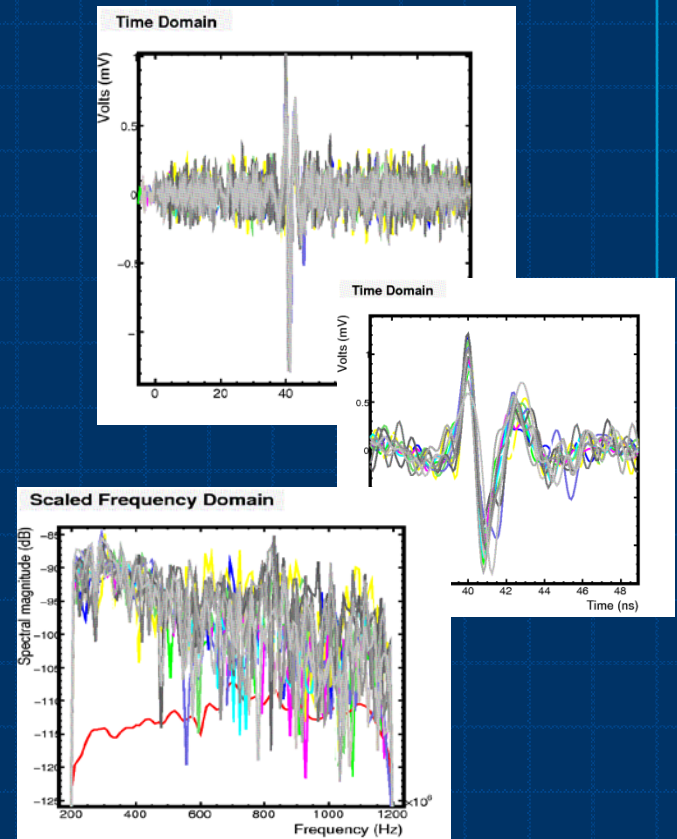 Time Domain
Volts (mV)
0.5
0
-0.5
0 20 40
Time Domain
Volts (mV)
0.5
40 42 44 46 48
Time (ns)
Scaled Frequency Domain
Spectral magnitude (dB)
-85
-90
-95
-100
-105
-110
-115
-120
-125
200 400 600 800 1000 1200
×10⁶
Frequency (Hz)